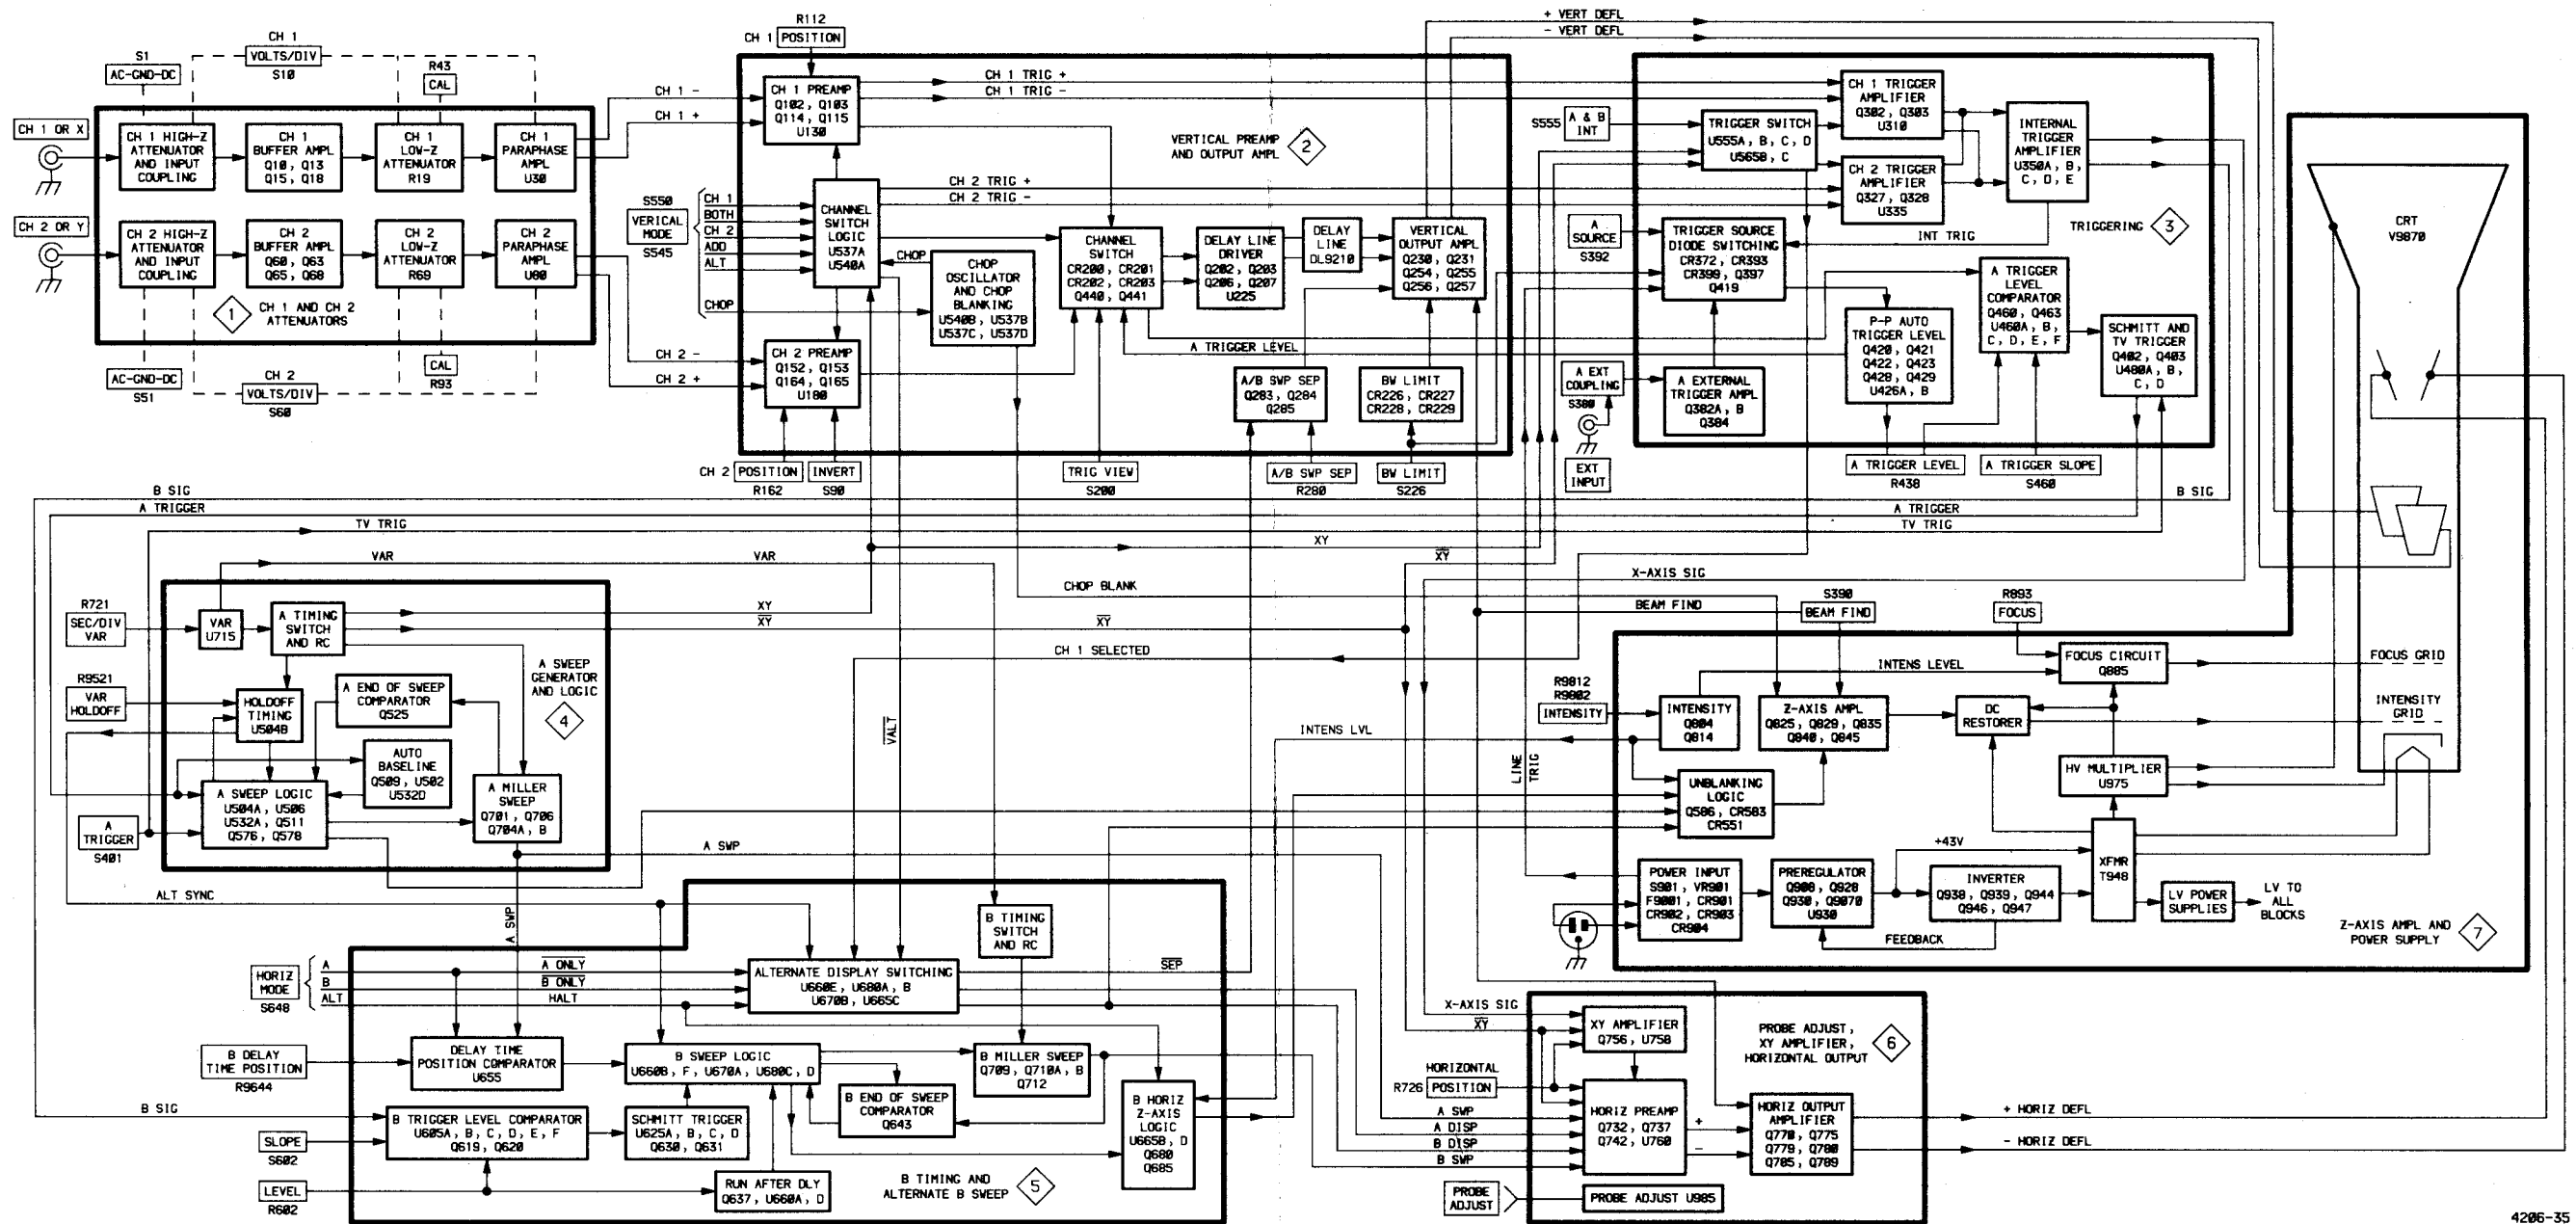 R112
CH 1 POSITION
+ VERT DEFL
- VERT DEFL
CH 1
VOLTS/DIV
S10
S1
AC-GND-DC
R43
CAL
CH 1 OR X
CH 1 HIGH-Z
ATTENUATOR
AND INPUT
COUPLING
CH 1
BUFFER AMPL
Q10, Q13
Q15, Q18
CH 1
LOW-Z
ATTENUATOR
R19
CH 1
PARAPHASE
AMPL
U30
CH 2 OR Y
CH 2 HIGH-Z
ATTENUATOR
AND INPUT
COUPLING
CH 2
BUFFER AMPL
Q60, Q63
Q65, Q68
CH 2
LOW-Z
ATTENUATOR
R69
CH 2
PARAPHASE
AMPL
U80
1
CH 1 AND CH 2
ATTENUATORS
AC-GND-DC
S51
CH 2
VOLTS/DIV
S60
CAL
R93
CH 1 -
CH 1 +
CH 2 -
CH 2 +
CH 1 PREAMP
Q102, Q103
Q114, Q115
U130
CH 1 TRIG +
CH 1 TRIG -
VERTICAL PREAMP
AND OUTPUT AMPL
2
S550
VERICAL
MODE
S545
CH 1
BOTH
CH 2
ADD
ALT
CHOP
CHANNEL
SWITCH
LOGIC
U537A
U540A
CH 2 TRIG +
CH 2 TRIG -
CHOP
CHOP
OSCILLATOR
AND CHOP
BLANKING
U540B, U537B
U537C, U537D
CHANNEL
SWITCH
CR200, CR201
CR202, CR203
Q440, Q441
DELAY LINE
DRIVER
Q202, Q203
Q206, Q207
U225
DELAY
LINE
DL9210
VERTICAL
OUTPUT AMPL
Q230, Q231
Q254, Q255
Q256, Q257
A TRIGGER LEVEL
CH 2 PREAMP
Q152, Q153
Q164, Q165
U180
A/B SWP SEP
Q283, Q284
Q285
BW LIMIT
CR226, CR227
CR228, CR229
CH 2 POSITION
R162
INVERT
S90
TRIG VIEW
S200
A/B SWP SEP
R280
BW LIMIT
S226
S555
A & B
INT
TRIGGER SWITCH
U555A, B, C, D
U565B, C
CH 1 TRIGGER
AMPLIFIER
Q302, Q303
U310
CH 2 TRIGGER
AMPLIFIER
Q327, Q328
U335
INTERNAL
TRIGGER
AMPLIFIER
U350A, B,
C, D, E
TRIGGERING
3
INT TRIG
A
SOURCE
S392
TRIGGER SOURCE
DIODE SWITCHING
CR372, CR393
CR399, Q397
Q419
A TRIGGER
LEVEL
COMPARATOR
Q460, Q463
U460A, B,
C, D, E, F
P-P AUTO
TRIGGER LEVEL
Q420, Q421
Q422, Q423
Q428, Q429
U426A, B
SCHMITT AND
TV TRIGGER
Q402, Q403
U480A, B,
C, D
A EXT
COUPLING
S380
EXT
INPUT
A EXTERNAL
TRIGGER AMPL
Q382A, B
Q384
A TRIGGER LEVEL
R438
A TRIGGER SLOPE
S460
CRT
V9870
B SIG
B SIG
A TRIGGER
A TRIGGER
TV TRIG
TV TRIG
VAR
VAR
XY
XY
X-AXIS SIG
CHOP BLANK
BEAM FIND
S390
BEAM FIND
R893
FOCUS
R721
SEC/DIV
VAR
VAR
U715
A TIMING
SWITCH
AND RC
XY
XY
XY
A SWEEP
GENERATOR
AND LOGIC
4
R9521
VAR
HOLDOFF
HOLDOFF
TIMING
U504B
A END OF SWEEP
COMPARATOR
Q525
AUTO
BASELINE
Q509, U502
U532D
A SWEEP LOGIC
U504A, U506
U532A, Q511
Q576, Q578
A MILLER
SWEEP
Q701, Q706
Q704A, B
A
TRIGGER
S401
CH 1 SELECTED
VALT
INTENS LVL
LINE
TRIG
INTENS LEVEL
FOCUS CIRCUIT
Q885
FOCUS GRID
R9812
R9802
INTENSITY
INTENSITY
Q804
Q814
Z-AXIS AMPL
Q825, Q829, Q835
Q840, Q845
DC
RESTORER
INTENSITY
GRID
UNBLANKING
LOGIC
Q586, CR583
CR551
HV MULTIPLIER
U975
A SWP
ALT SYNC
A SWP
+43V
POWER INPUT
S901, VR901
F9001, CR901
CR902, CR903
CR904
PREREGULATOR
Q908, Q928
Q930, Q9070
U930
INVERTER
Q938, Q939, Q944
Q946, Q947
XFMR
T948
LV POWER
SUPPLIES
LV TO
ALL
BLOCKS
FEEDBACK
Z-AXIS AMPL AND
POWER SUPPLY
7
B TIMING
SWITCH
AND RC
HORIZ
MODE
S648
A
B
ALT
A ONLY
B ONLY
HALT
ALTERNATE DISPLAY SWITCHING
U660E, U680A, B
U670B, U665C
SEP
B DELAY
TIME POSITION
R9644
DELAY TIME
POSITION COMPARATOR
U655
B SWEEP LOGIC
U660B, F, U670A, U680C, D
B MILLER SWEEP
Q709, Q710A, B
Q712
B END OF SWEEP
COMPARATOR
Q643
B HORIZ
Z-AXIS
LOGIC
U665B, D
Q680
Q685
B SIG
B TRIGGER LEVEL COMPARATOR
U605A, B, C, D, E, F
Q619, Q620
SCHMITT TRIGGER
U625A, B, C, D
Q630, Q631
SLOPE
S602
LEVEL
R602
RUN AFTER DLY
Q637, U660A, D
B TIMING AND
ALTERNATE B SWEEP
5
X-AXIS SIG
XY
XY AMPLIFIER
Q756, U758
PROBE ADJUST,
XY AMPLIFIER,
HORIZONTAL OUTPUT
6
HORIZONTAL
R726 POSITION
A SWP
A DISP
B DISP
B SWP
HORIZ PREAMP
Q732, Q737
Q742, U760
+
-
HORIZ OUTPUT
AMPLIFIER
Q770, Q775
Q779, Q780
Q785, Q789
+ HORIZ DEFL
- HORIZ DEFL
PROBE
ADJUST
PROBE ADJUST U985
4206-35